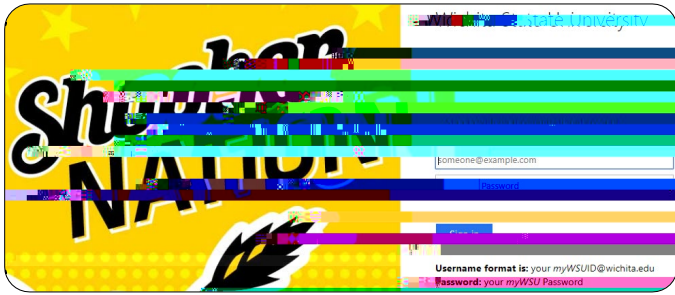 Wichita State University
Shocker
NATION
someone@example.com
Password
Sign in
Username format is: your myWSUID@wichita.edu
Password: your myWSU Password